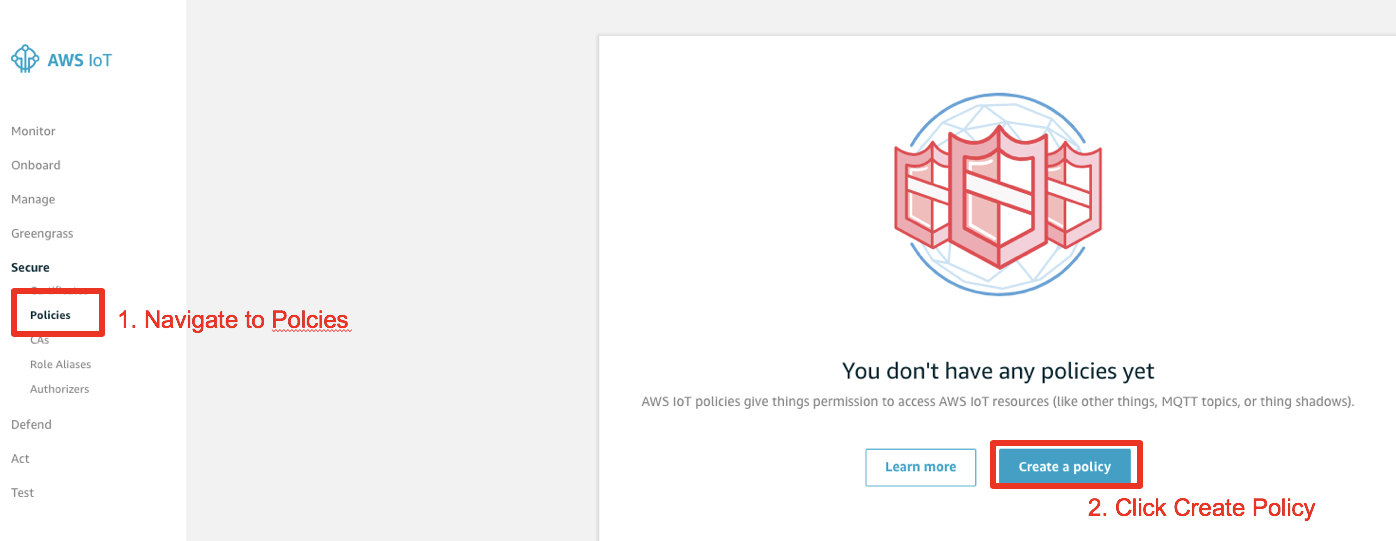 AWS IoT
Monitor
Onboard
Manage
Greengrass
Secure
Certificates
Policies
1. Navigate to Polcies
CAs
Role Aliases
Authorizers
Defend
Act
Test
You don't have any policies yet
AWS IoT policies give things permission to access AWS IoT resources (like other things, MQTT topics, or thing shadows).
Learn more
Create a policy
2. Click Create Policy